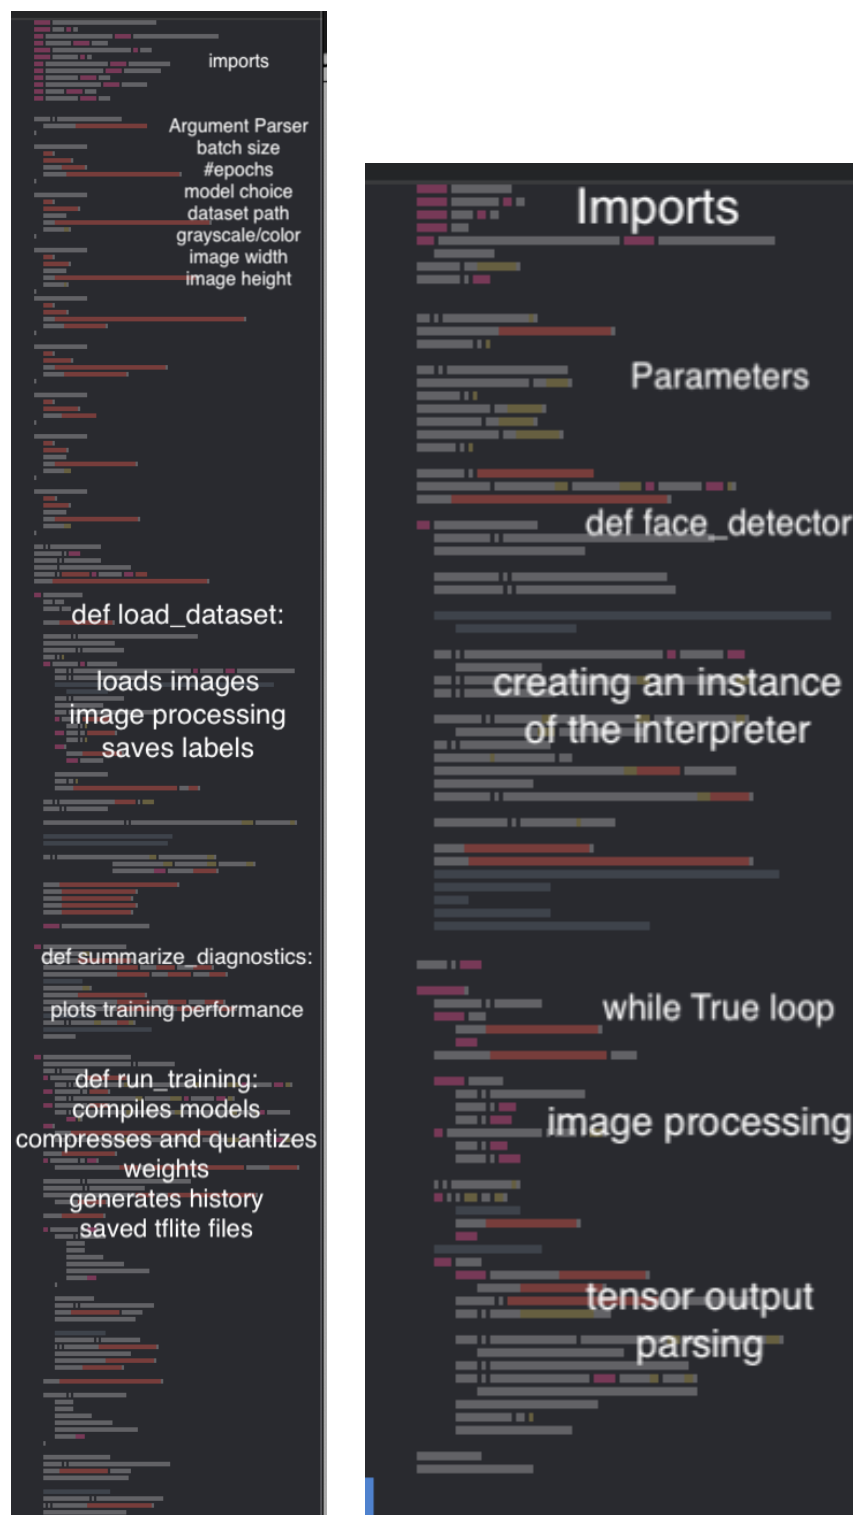 imports
Argument Parser
batch size
#epochs
model choice
dataset path
grayscale/color
image width
image height
def load_dataset:
loads images
image processing
saves labels
def summarize_diagnostics:
plots training performance
def run_training:
compiles models
compresses and quantizes
weights
generates history
saved tflite files
Imports
Parameters
def face_detector
creating an instance
of the interpreter
while True loop
image processing
tensor output
parsing